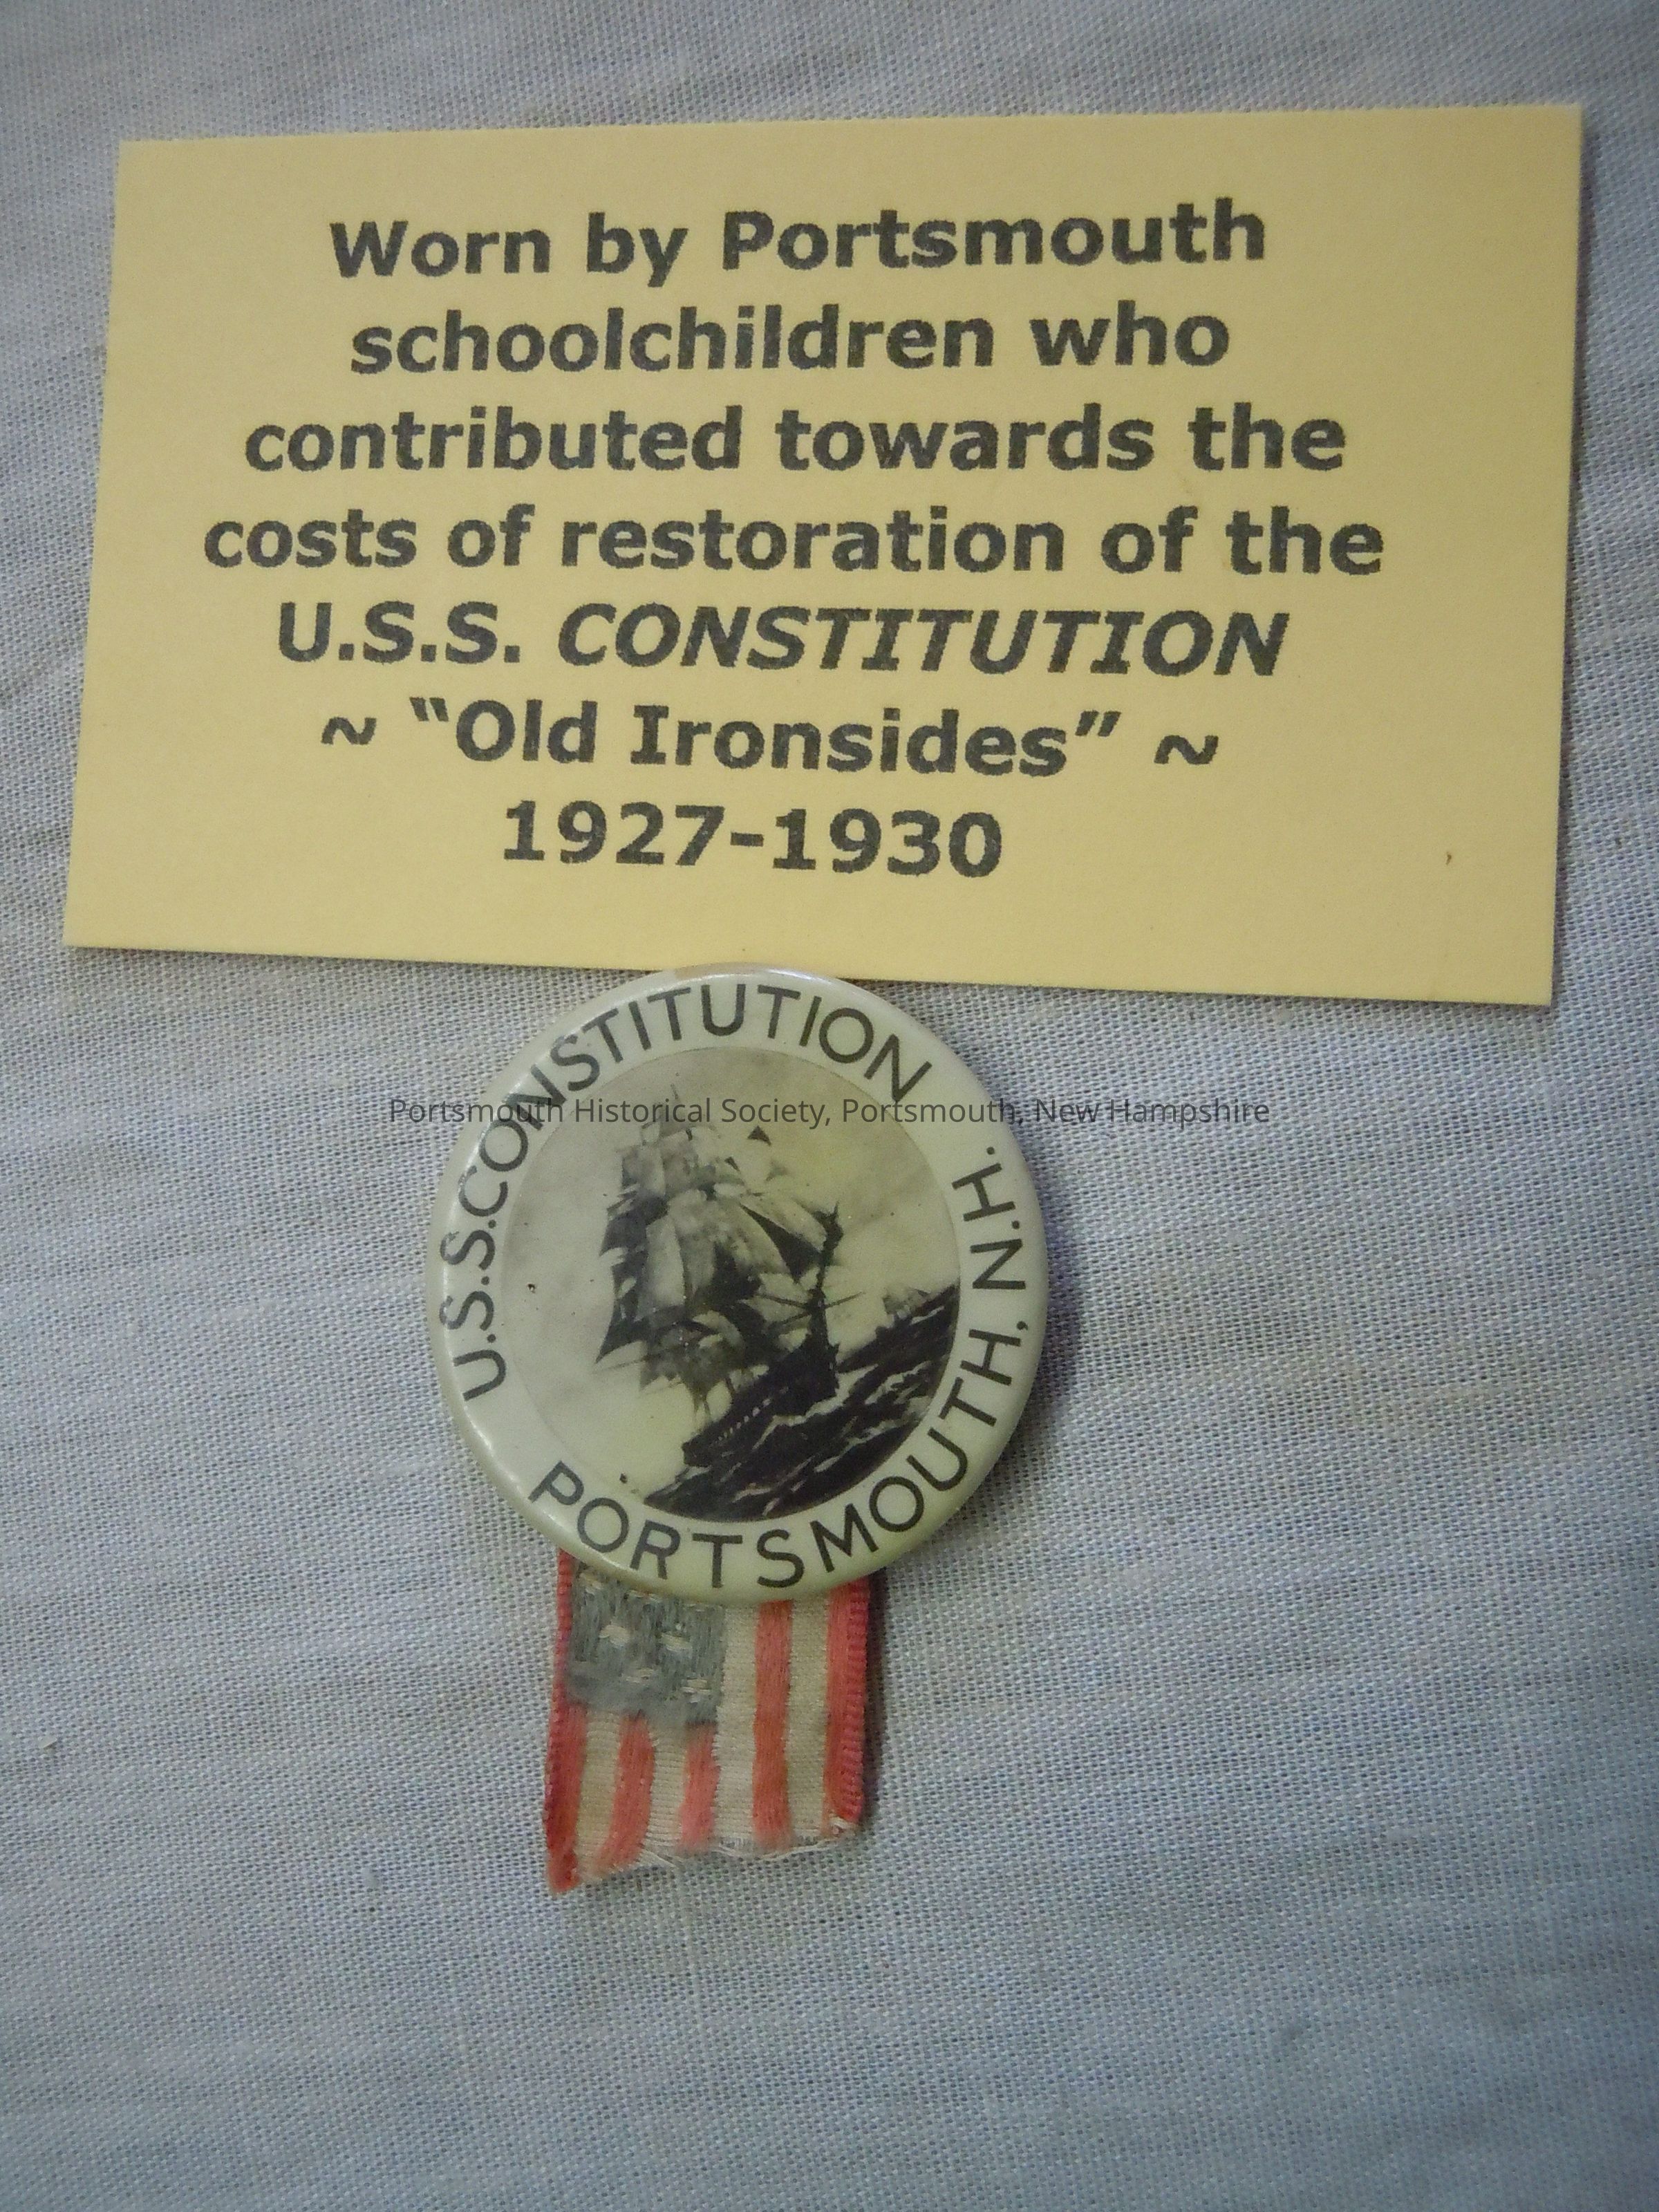 Worn by Portsmouth
schoolchildren who
contributed towards the
costs of restoration of the
U.S.S. CONSTITUTION
~ “Old Ironsides” ~
1927-1930
U.S.S.CONSTITUTION
Portsmouth Historical Society, Portsmouth, New Hampshire
PORTSMOUTH, N.H.